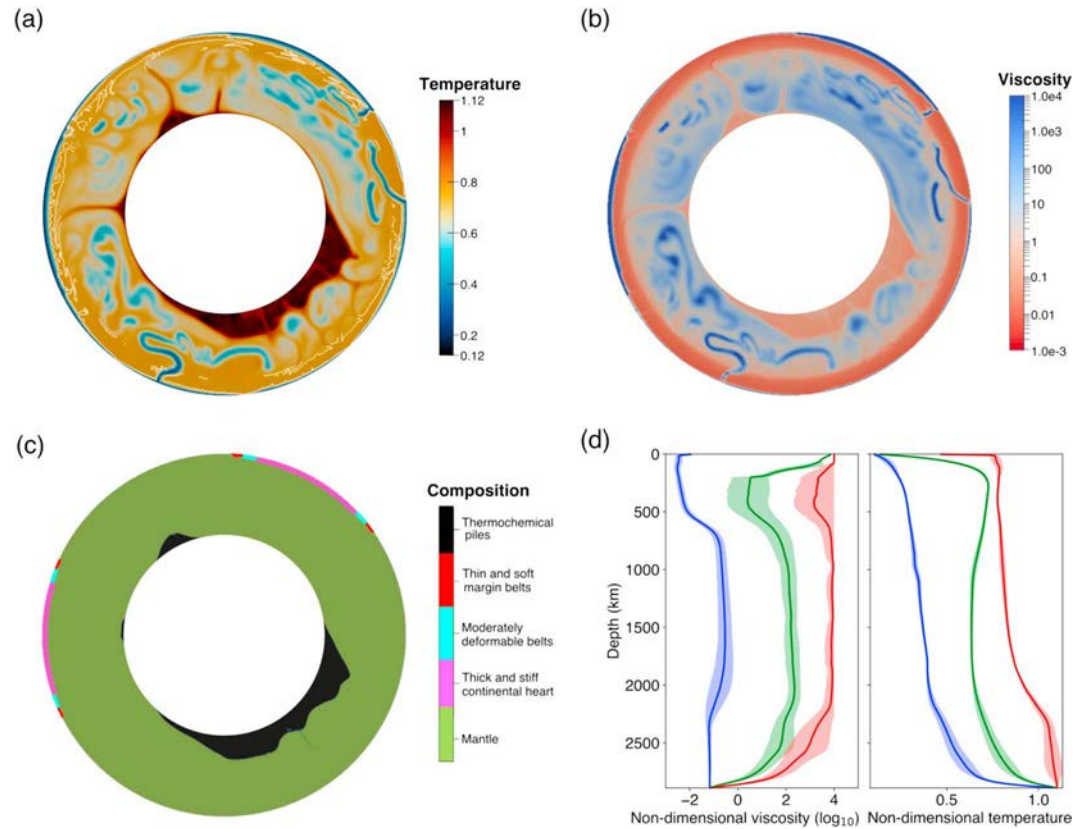 (a)
Temperature
1.12
1
0.8
0.6
0.4
0.2
0.12
(b)
Viscosity
1.0e4
1.0e3
100
10
1
0.1
0.01
1.0e-3
(c)
Composition
Thermochemical
piles
Thin and soft
margin belts
Moderately
deformable belts
Thick and stiff
continental heart
Mantle
(d)
0
500
1000
1500
2000
2500
Depth (km)
−2 0 2 4
Non-dimensional viscosity (log₁₀)
0.5 1.0
Non-dimensional temperature